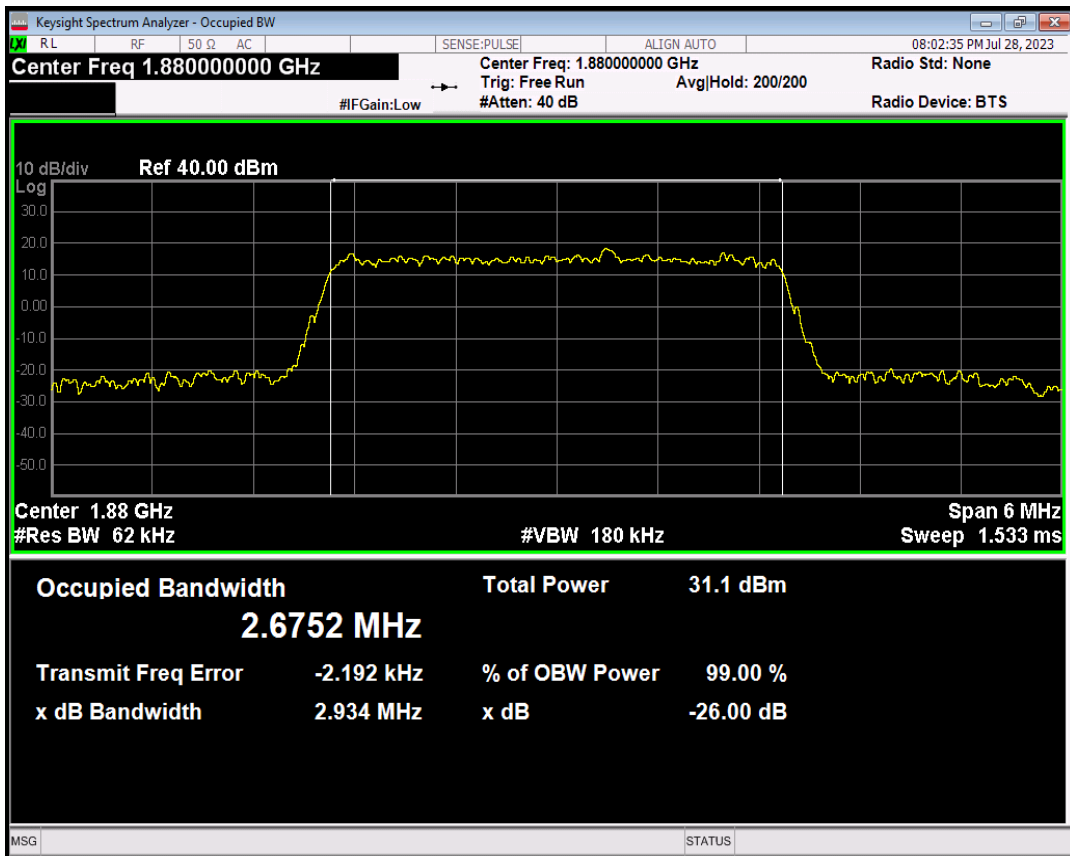 Keysight Spectrum Analyzer - Occupied BW
LXI RL RF 50 Ω AC SENSE:PULSE ALIGN AUTO 08:02:35 PM Jul 28, 2023
Center Freq 1.880000000 GHz Center Freq: 1.880000000 GHz Radio Std: None
Trig: Free Run Avg|Hold: 200/200
#IFGain:Low #Atten: 40 dB Radio Device: BTS
10 dB/div Ref 40.00 dBm
Log
30.0
20.0
10.0
0.00
-10.0
-20.0
-30.0
-40.0
-50.0
Center 1.88 GHz Span 6 MHz
#Res BW 62 kHz #VBW 180 kHz Sweep 1.533 ms
Occupied Bandwidth Total Power 31.1 dBm
2.6752 MHz
Transmit Freq Error -2.192 kHz % of OBW Power 99.00 %
x dB Bandwidth 2.934 MHz x dB -26.00 dB
MSG STATUS